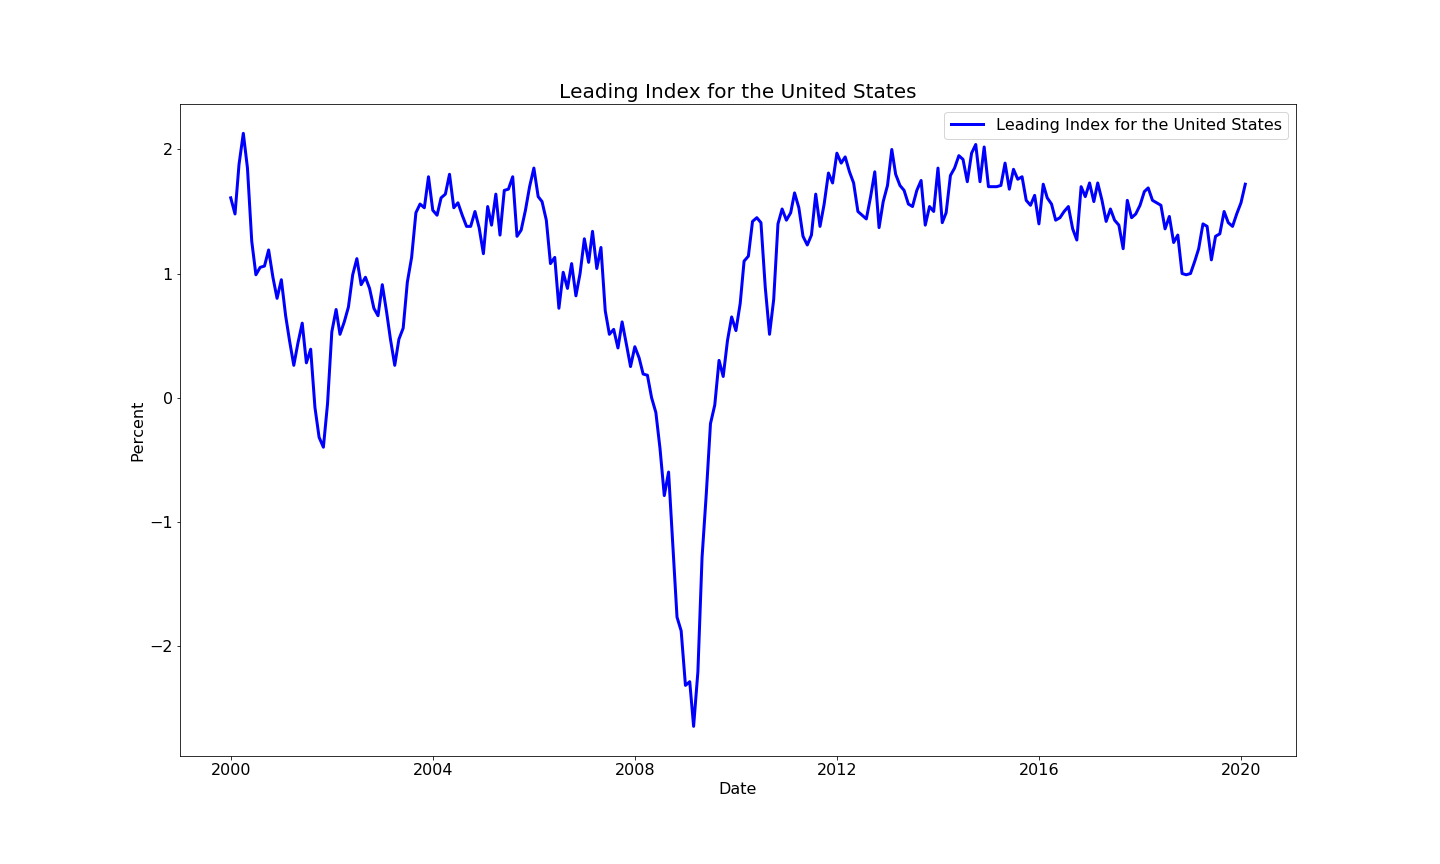 Leading Index for the United States
Leading Index for the United States
2
1
0
−1
−2
Percent
2000 2004 2008 2012 2016 2020
Date